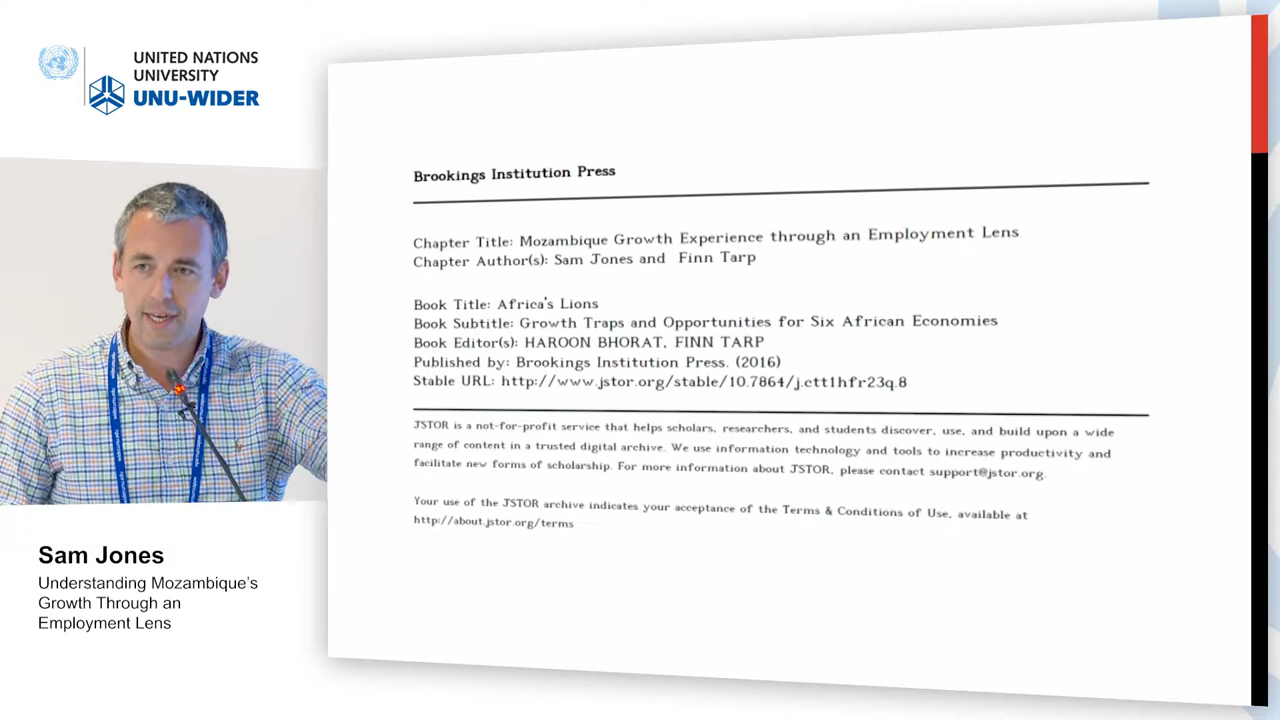 UNITED NATIONS
UNIVERSITY
UNU-WIDER
Sam Jones
Understanding Mozambique's
Growth Through an
Employment Lens
Brookings Institution Press
Chapter Title: Mozambique Growth Experience through an Employment Lens
Chapter Author(s): Sam Jones and Finn Tarp
Book Title: Africa's Lions
Book Subtitle: Growth Traps and Opportunities for Six African Economies
Book Editor(s): HAROON BHORAT, FINN TARP
Published by: Brookings Institution Press. (2016)
Stable URL: http://www.jstor.org/stable/10.7864/j.ctt1hfr23q.8
JSTOR is a not-for-profit service that helps scholars, researchers, and students discover, use, and build upon a wide
range of content in a trusted digital archive. We use information technology and tools to increase productivity and
facilitate new forms of scholarship. For more information about JSTOR, please contact support@jstor.org.
Your use of the JSTOR archive indicates your acceptance of the Terms & Conditions of Use, available at
http://about.jstor.org/terms